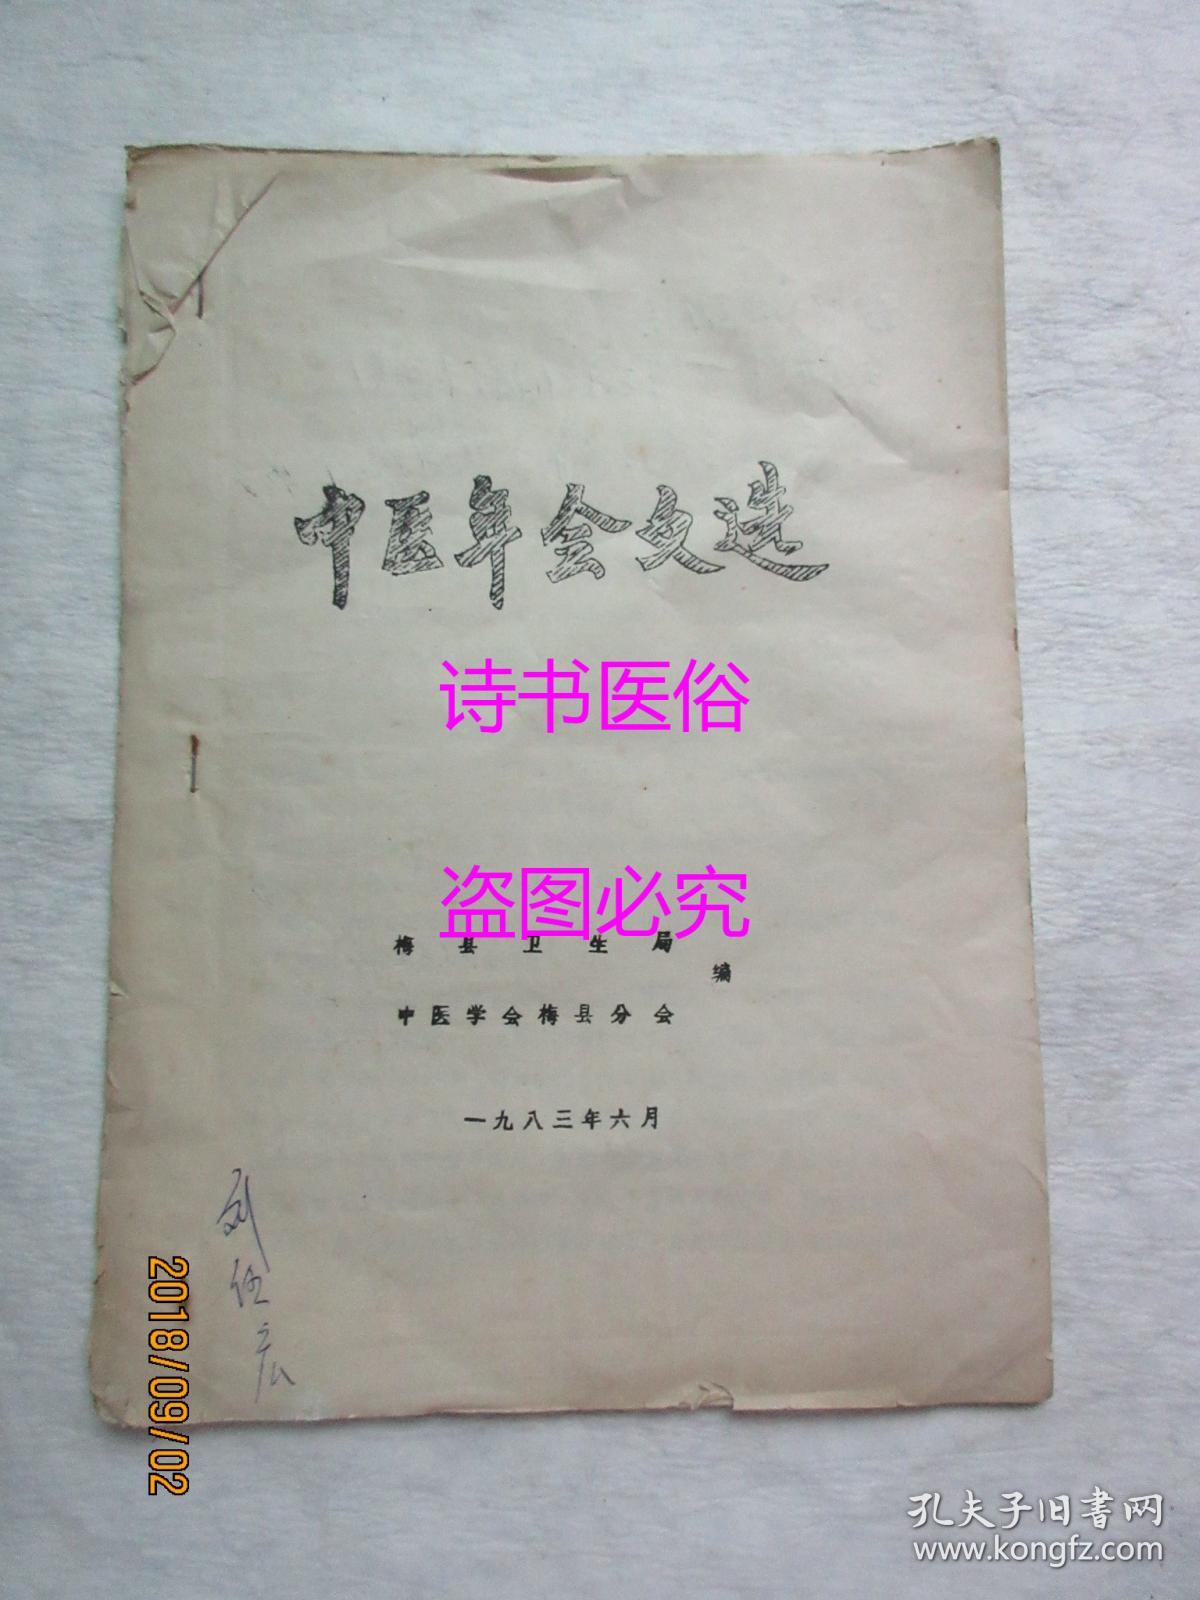 中医年会文选
诗书医俗
盗图必究
梅县卫生局
编
中医学会梅县分会
一九八三年六月
刘
2018/09/02
孔夫子旧书网
www.kongfz.com